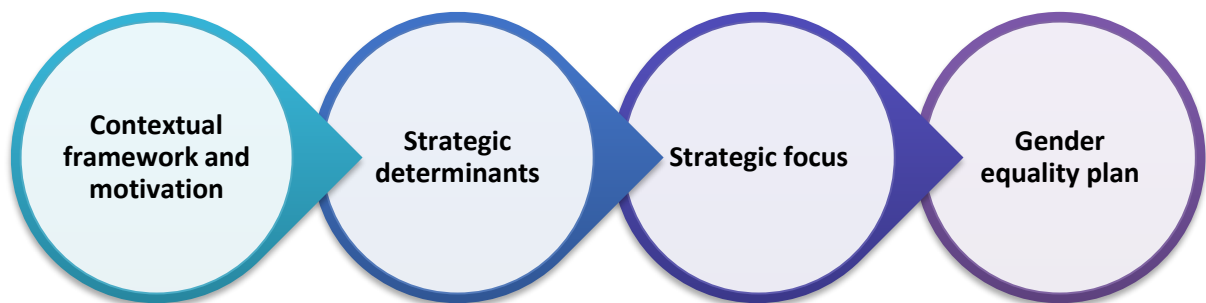 Contextual
framework and
motivation
Strategic
determinants
Strategic focus
Gender
equality plan